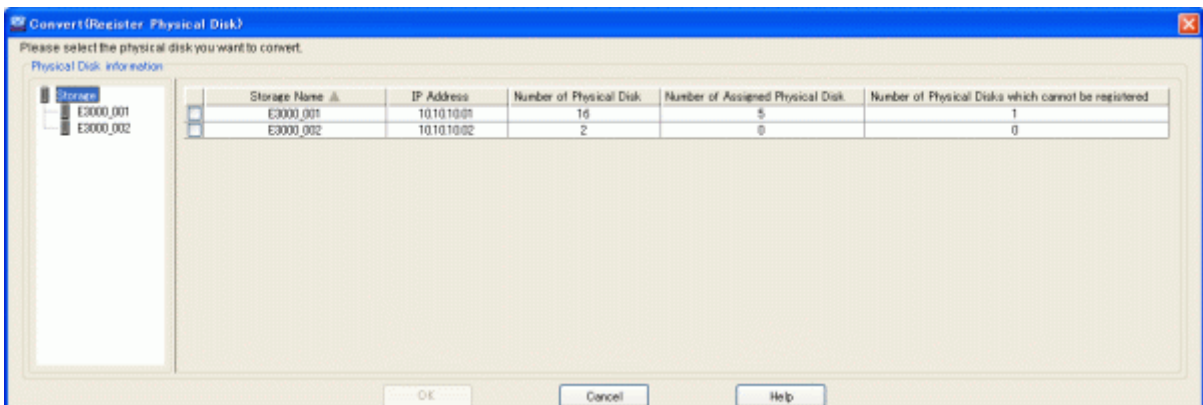 Convert(Register Physical Disk)
Please select the physical disk you want to convert.
Physical Disk information
Storage
E3000_001
E3000_002
Storage Name IP Address Number of Physical Disk Number of Assigned Physical Disk Number of Physical Disks which cannot be registered
E3000_001 10.10.10.01 16 5 1
E3000_002 10.10.10.02 2 0 0
OK Cancel Help